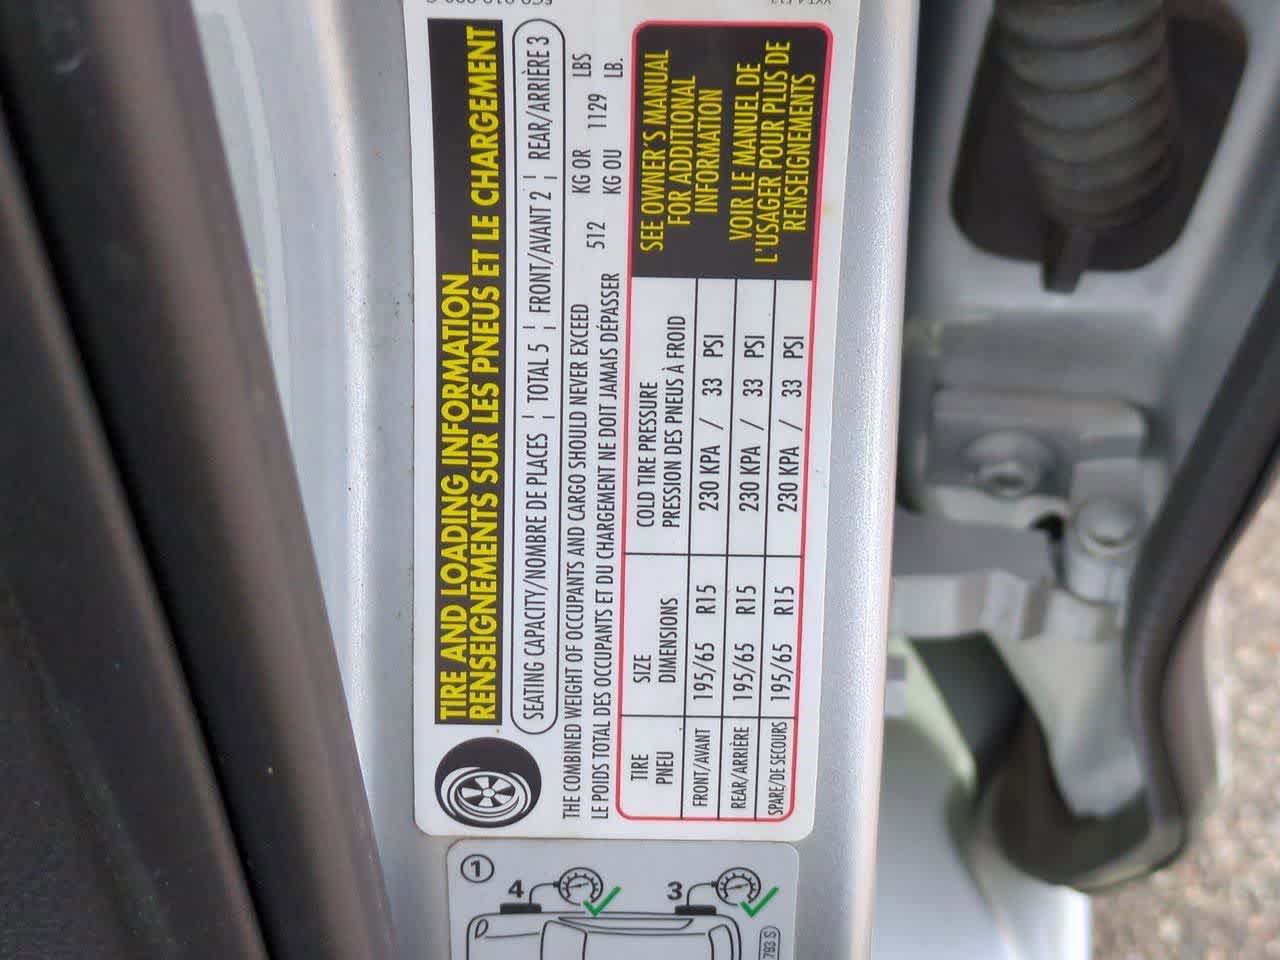 TIRE AND LOADING INFORMATION
RENSEIGNEMENTS SUR LES PNEUS ET LE CHARGEMENT
SEATING CAPACITY/NOMBRE DE PLACES | TOTAL 5 | FRONT/AVANT 2 | REAR/ARRIÈRE 3
THE COMBINED WEIGHT OF OCCUPANTS AND CARGO SHOULD NEVER EXCEED 512 KG OR 1129 LBS
LE POIDS TOTAL DES OCCUPANTS ET DU CHARGEMENT NE DOIT JAMAIS DÉPASSER KG OU LB.
TIRE SIZE COLD TIRE PRESSURE
PNEU DIMENSIONS PRESSION DES PNEUS À FROID
FRONT/AVANT 195/65 R15 230 KPA / 33 PSI
REAR/ARRIÈRE 195/65 R15 230 KPA / 33 PSI
SPARE/DE SECOURS 195/65 R15 230 KPA / 33 PSI
SEE OWNER'S MANUAL
FOR ADDITIONAL
INFORMATION
VOIR LE MANUEL DE
L'USAGER POUR PLUS DE
RENSEIGNEMENTS
1
4
3
783 S